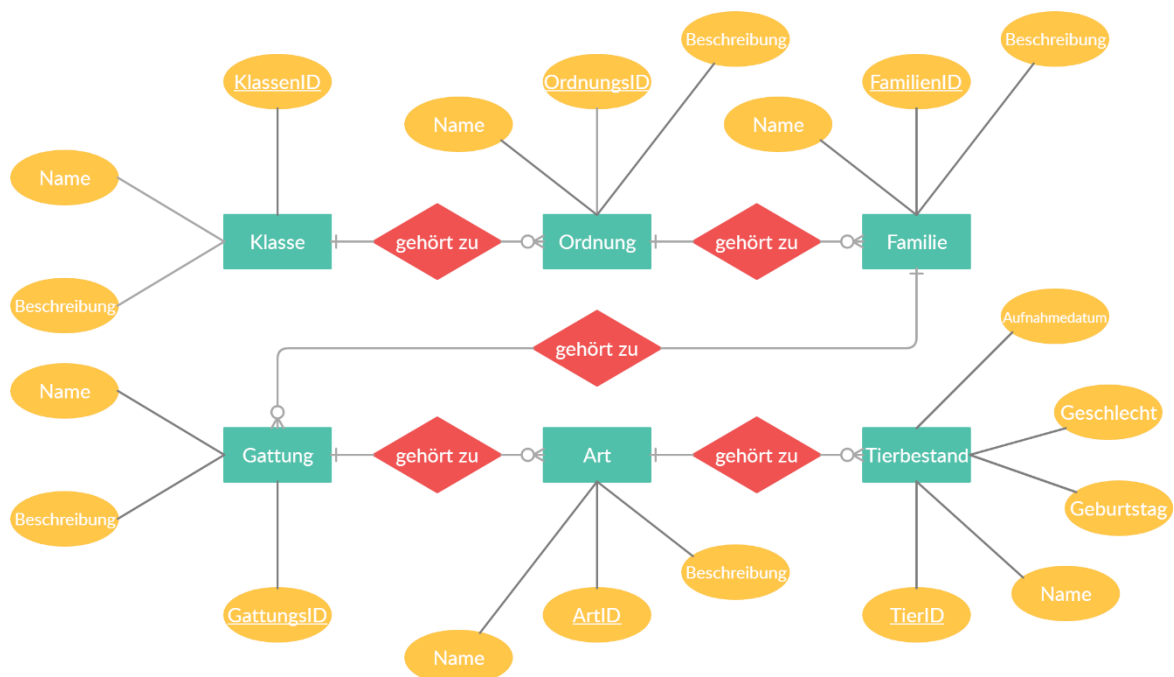 Beschreibung
Beschreibung
KlassenID
OrdnungsID
FamilienID
Name
Name
Name
Klasse
gehört zu
Ordnung
gehört zu
Familie
Beschreibung
Aufnahmedatum
gehört zu
Name
Geschlecht
Gattung
gehört zu
Art
gehört zu
Tierbestand
Beschreibung
Geburtstag
Beschreibung
Name
GattungsID
ArtID
TierID
Name